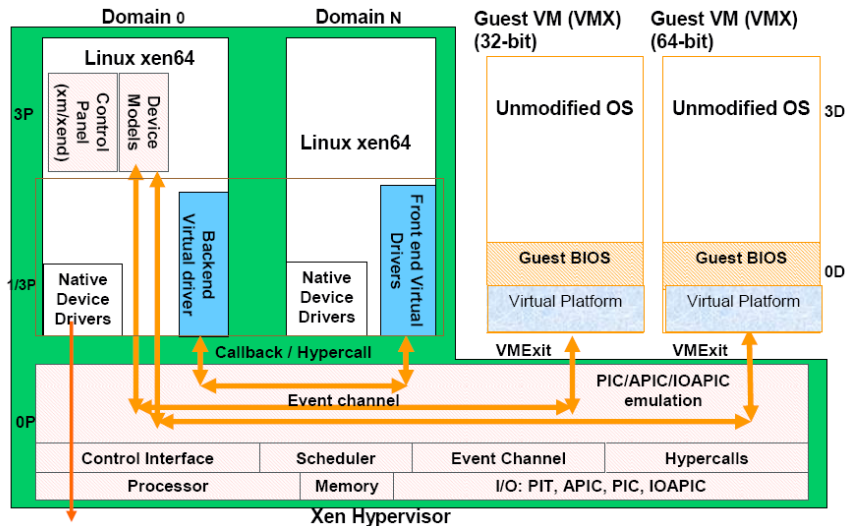 Domain 0
Domain N
Guest VM (VMX)
(32-bit)
Guest VM (VMX)
(64-bit)
Linux xen64
Control
Panel
(xm/xend)
Device
Models
3P
Linux xen64
Unmodified OS
Unmodified OS
3D
Backend
Virtual driver
Front end Virtual
Drivers
Native
Device
Drivers
Native
Device
Drivers
1/3P
Guest BIOS
Guest BIOS
0D
Virtual Platform
Virtual Platform
Callback / Hypercall
VMExit
VMExit
PIC/APIC/IOAPIC
emulation
Event channel
0P
Control Interface
Scheduler
Event Channel
Hypercalls
Processor
Memory
I/O: PIT, APIC, PIC, IOAPIC
Xen Hypervisor